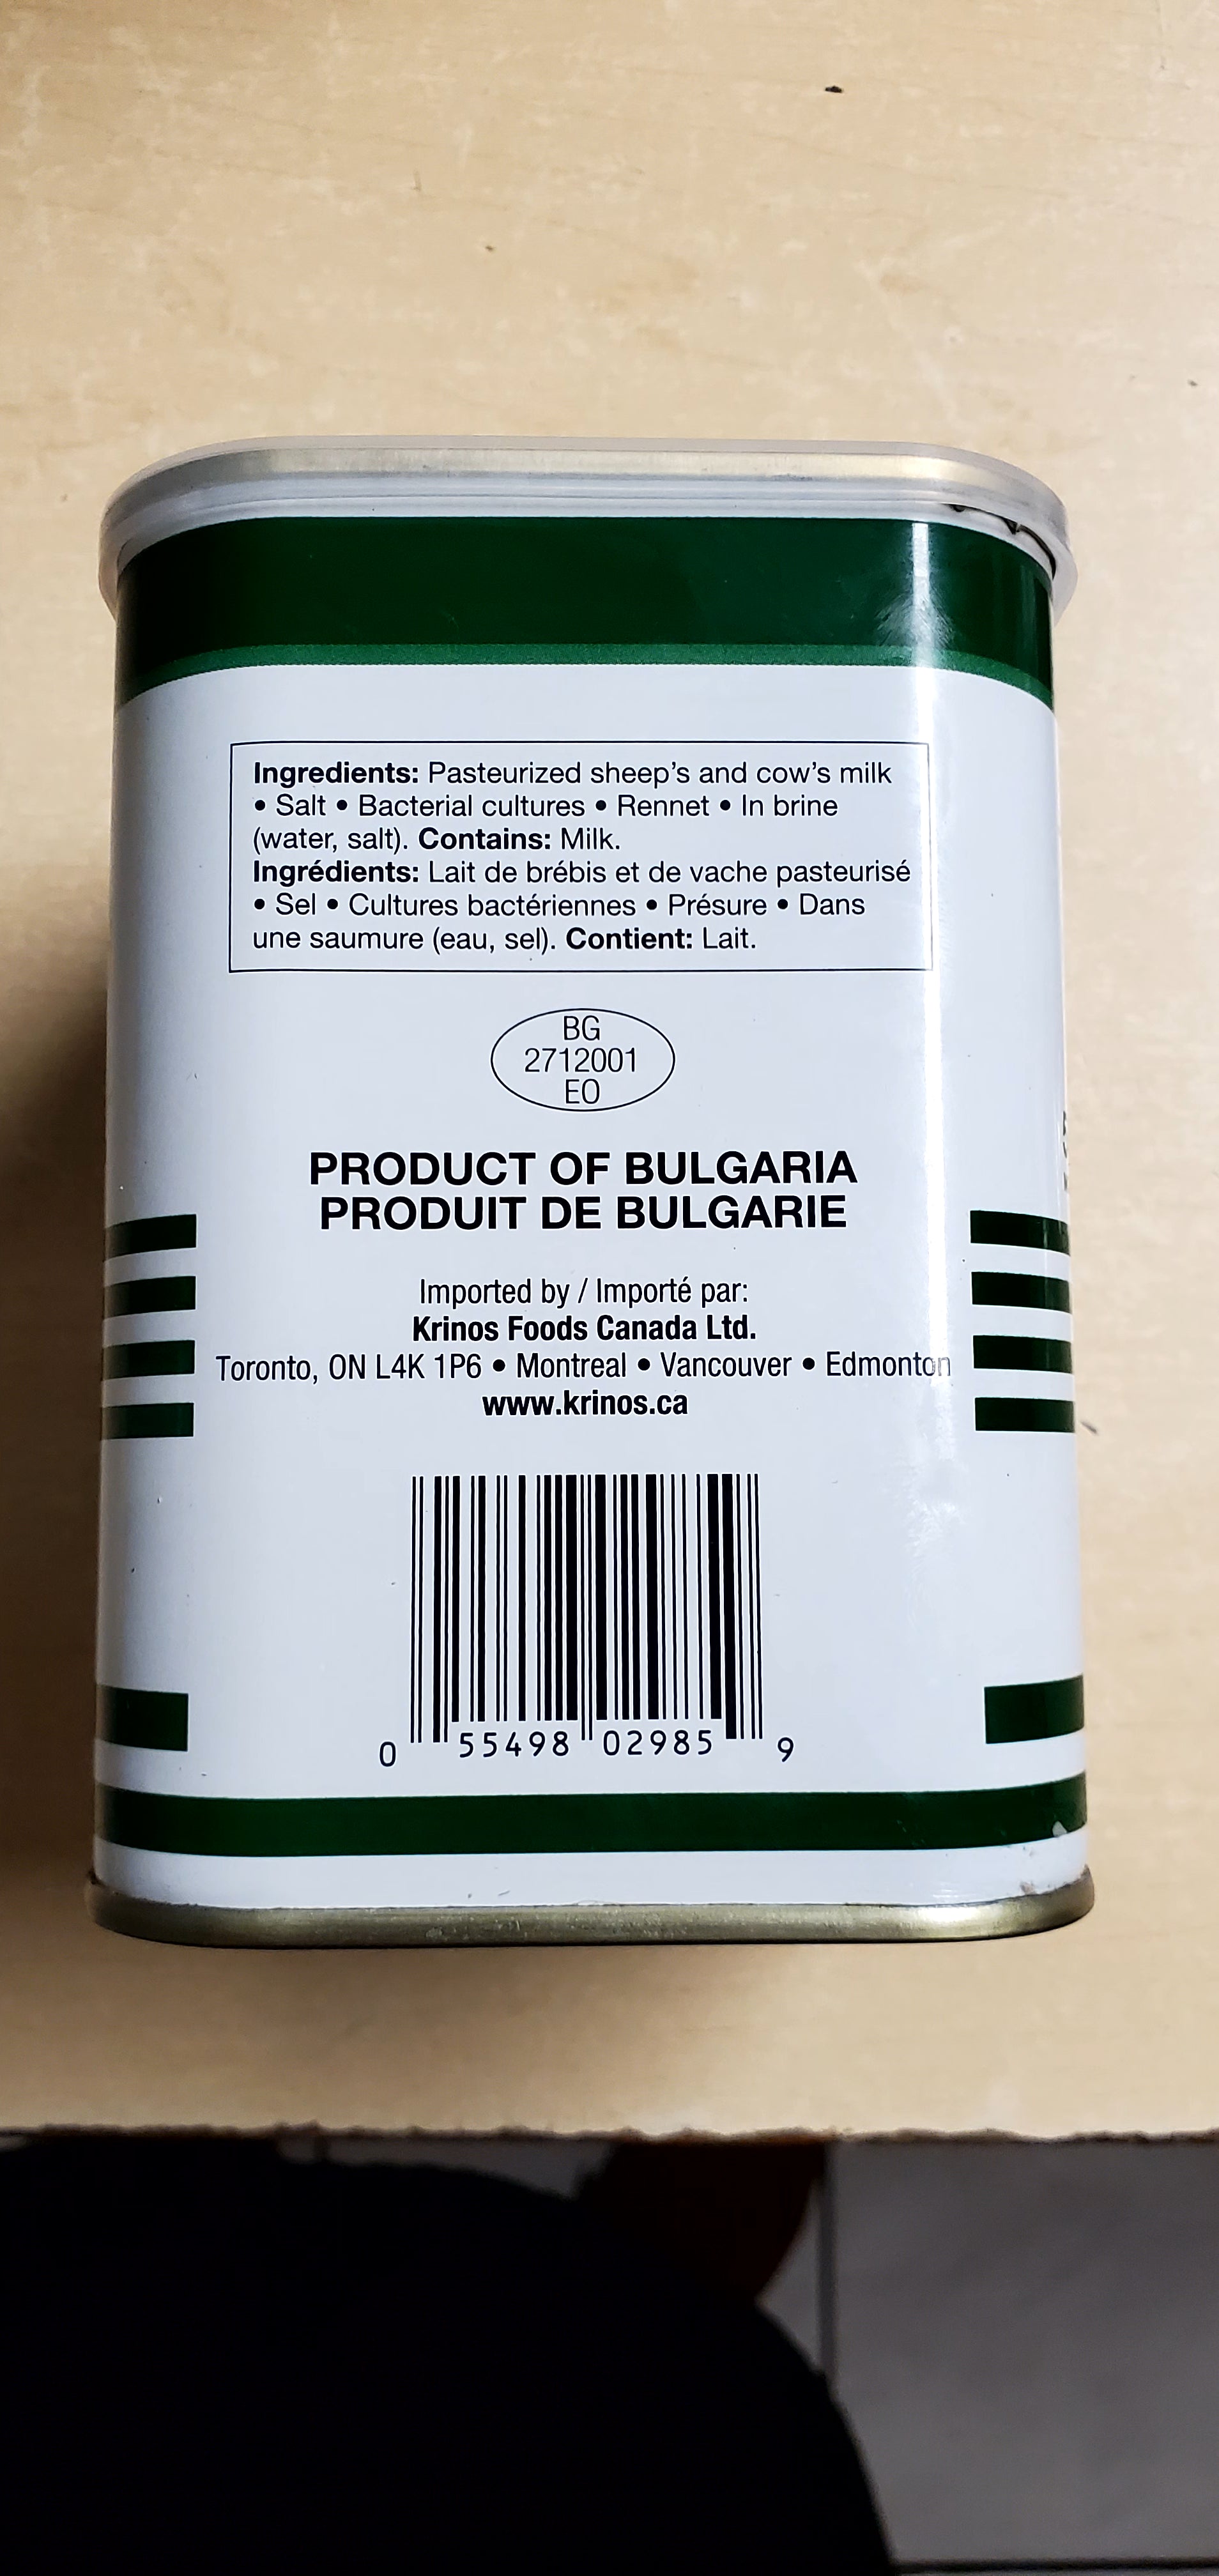 Ingredients: Pasteurized sheep's and cow's milk
• Salt • Bacterial cultures • Rennet • In brine
(water, salt). Contains: Milk.
Ingrédients: Lait de brébis et de vache pasteurisé
• Sel • Cultures bactériennes • Présure • Dans
une saumure (eau, sel). Contient: Lait.
BG
2712001
EO
PRODUCT OF BULGARIA
PRODUIT DE BULGARIE
Imported by / Importé par:
Krinos Foods Canada Ltd.
Toronto, ON L4K 1P6 • Montreal • Vancouver • Edmonton
www.krinos.ca
0 55498 02985 9